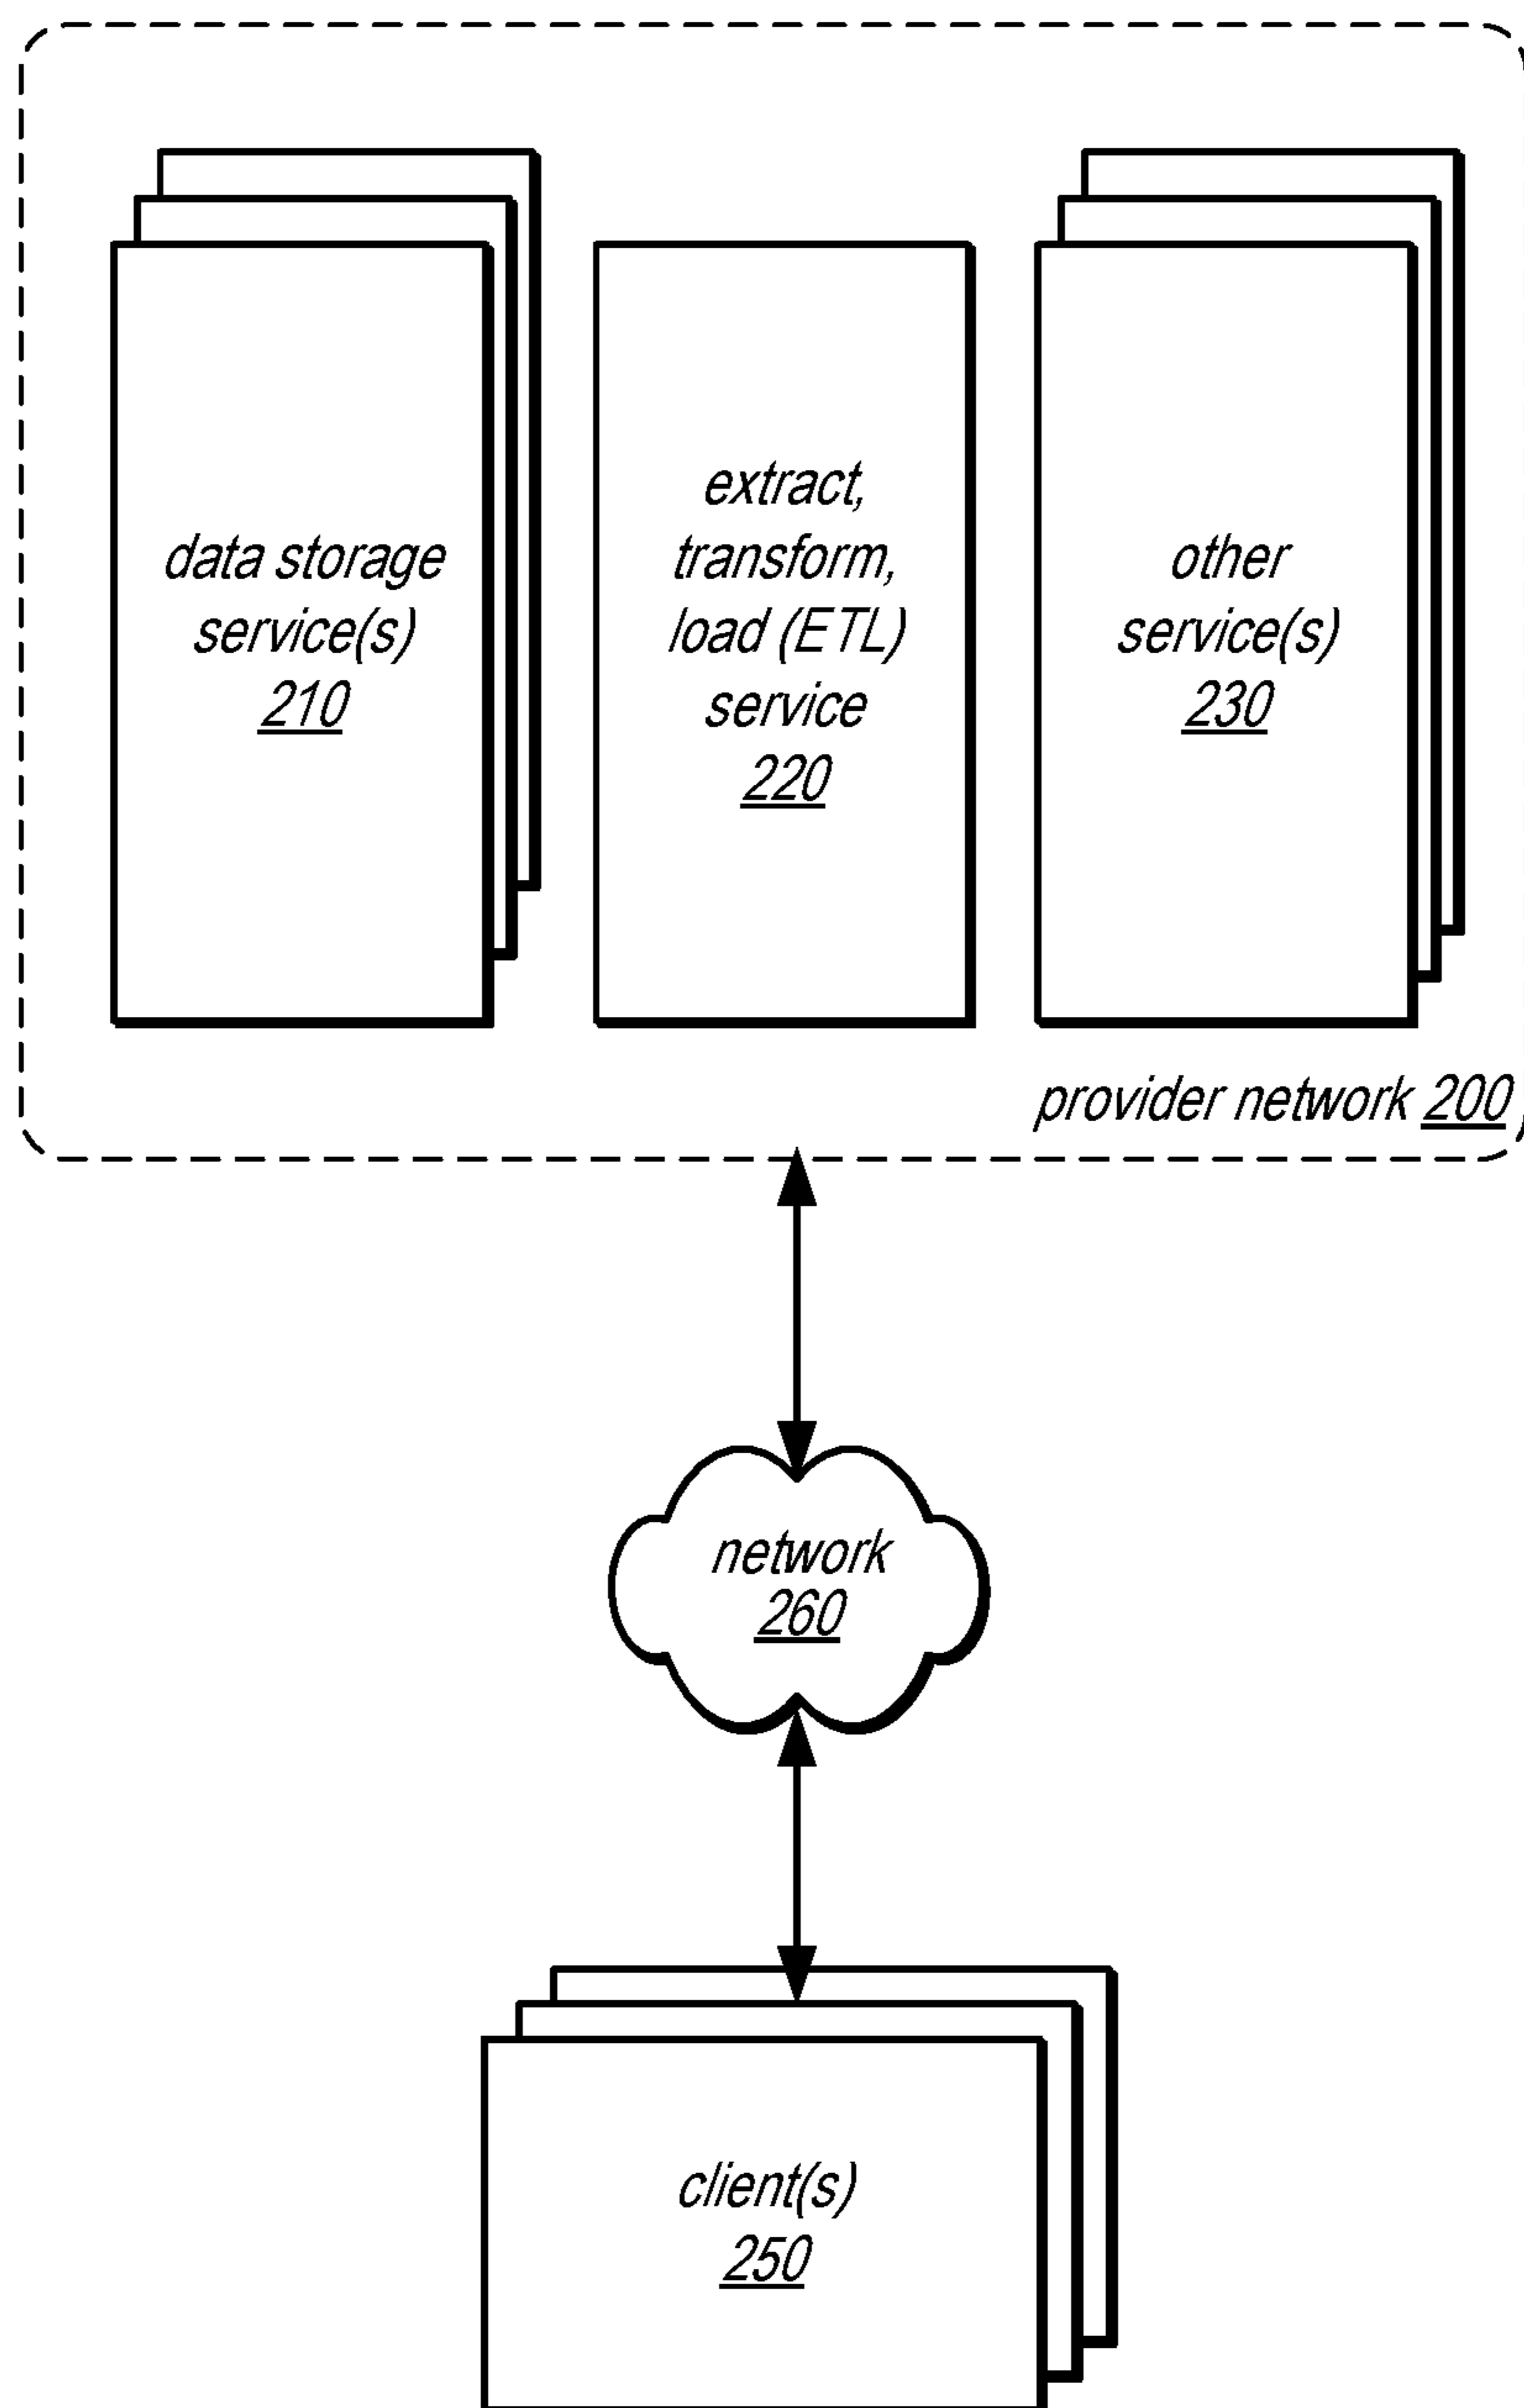 data storage
service(s)
210
extract,
transform,
load (ETL)
service
220
other
service(s)
230
provider network 200
network
260
client(s)
250